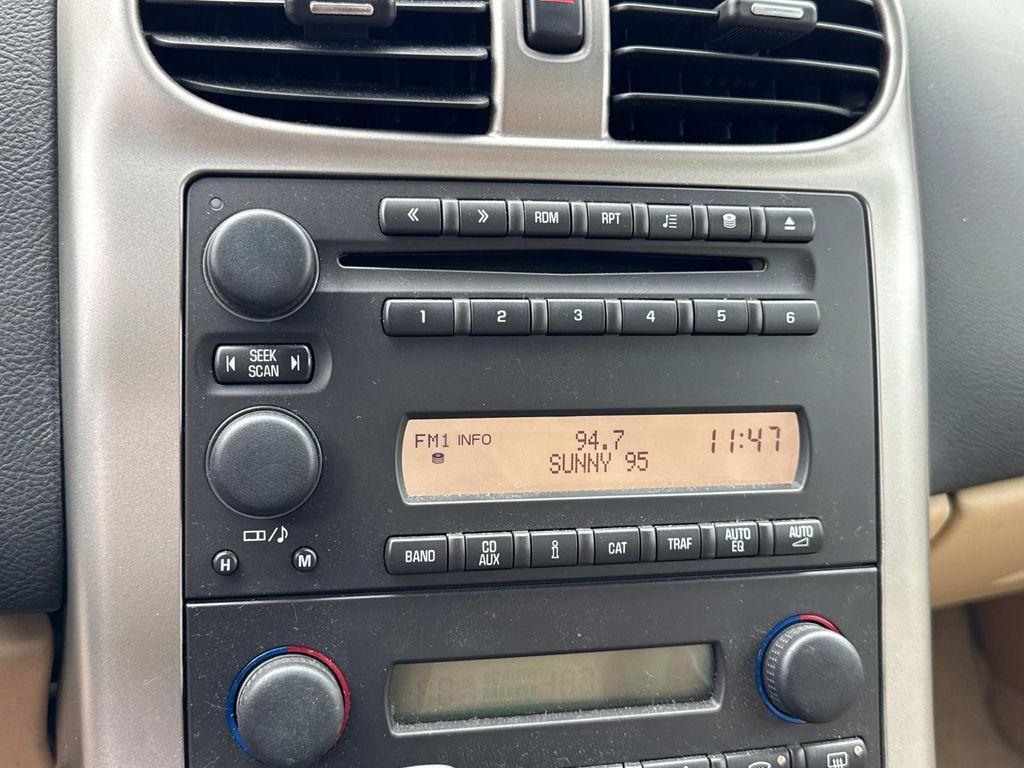 RDM RPT
1 2 3 4 5 6
SEEK
SCAN
FM1 INFO 94.7 11:47
SUNNY 95
BAND CD AUX i CAT TRAF AUTO EQ AUTO
H M